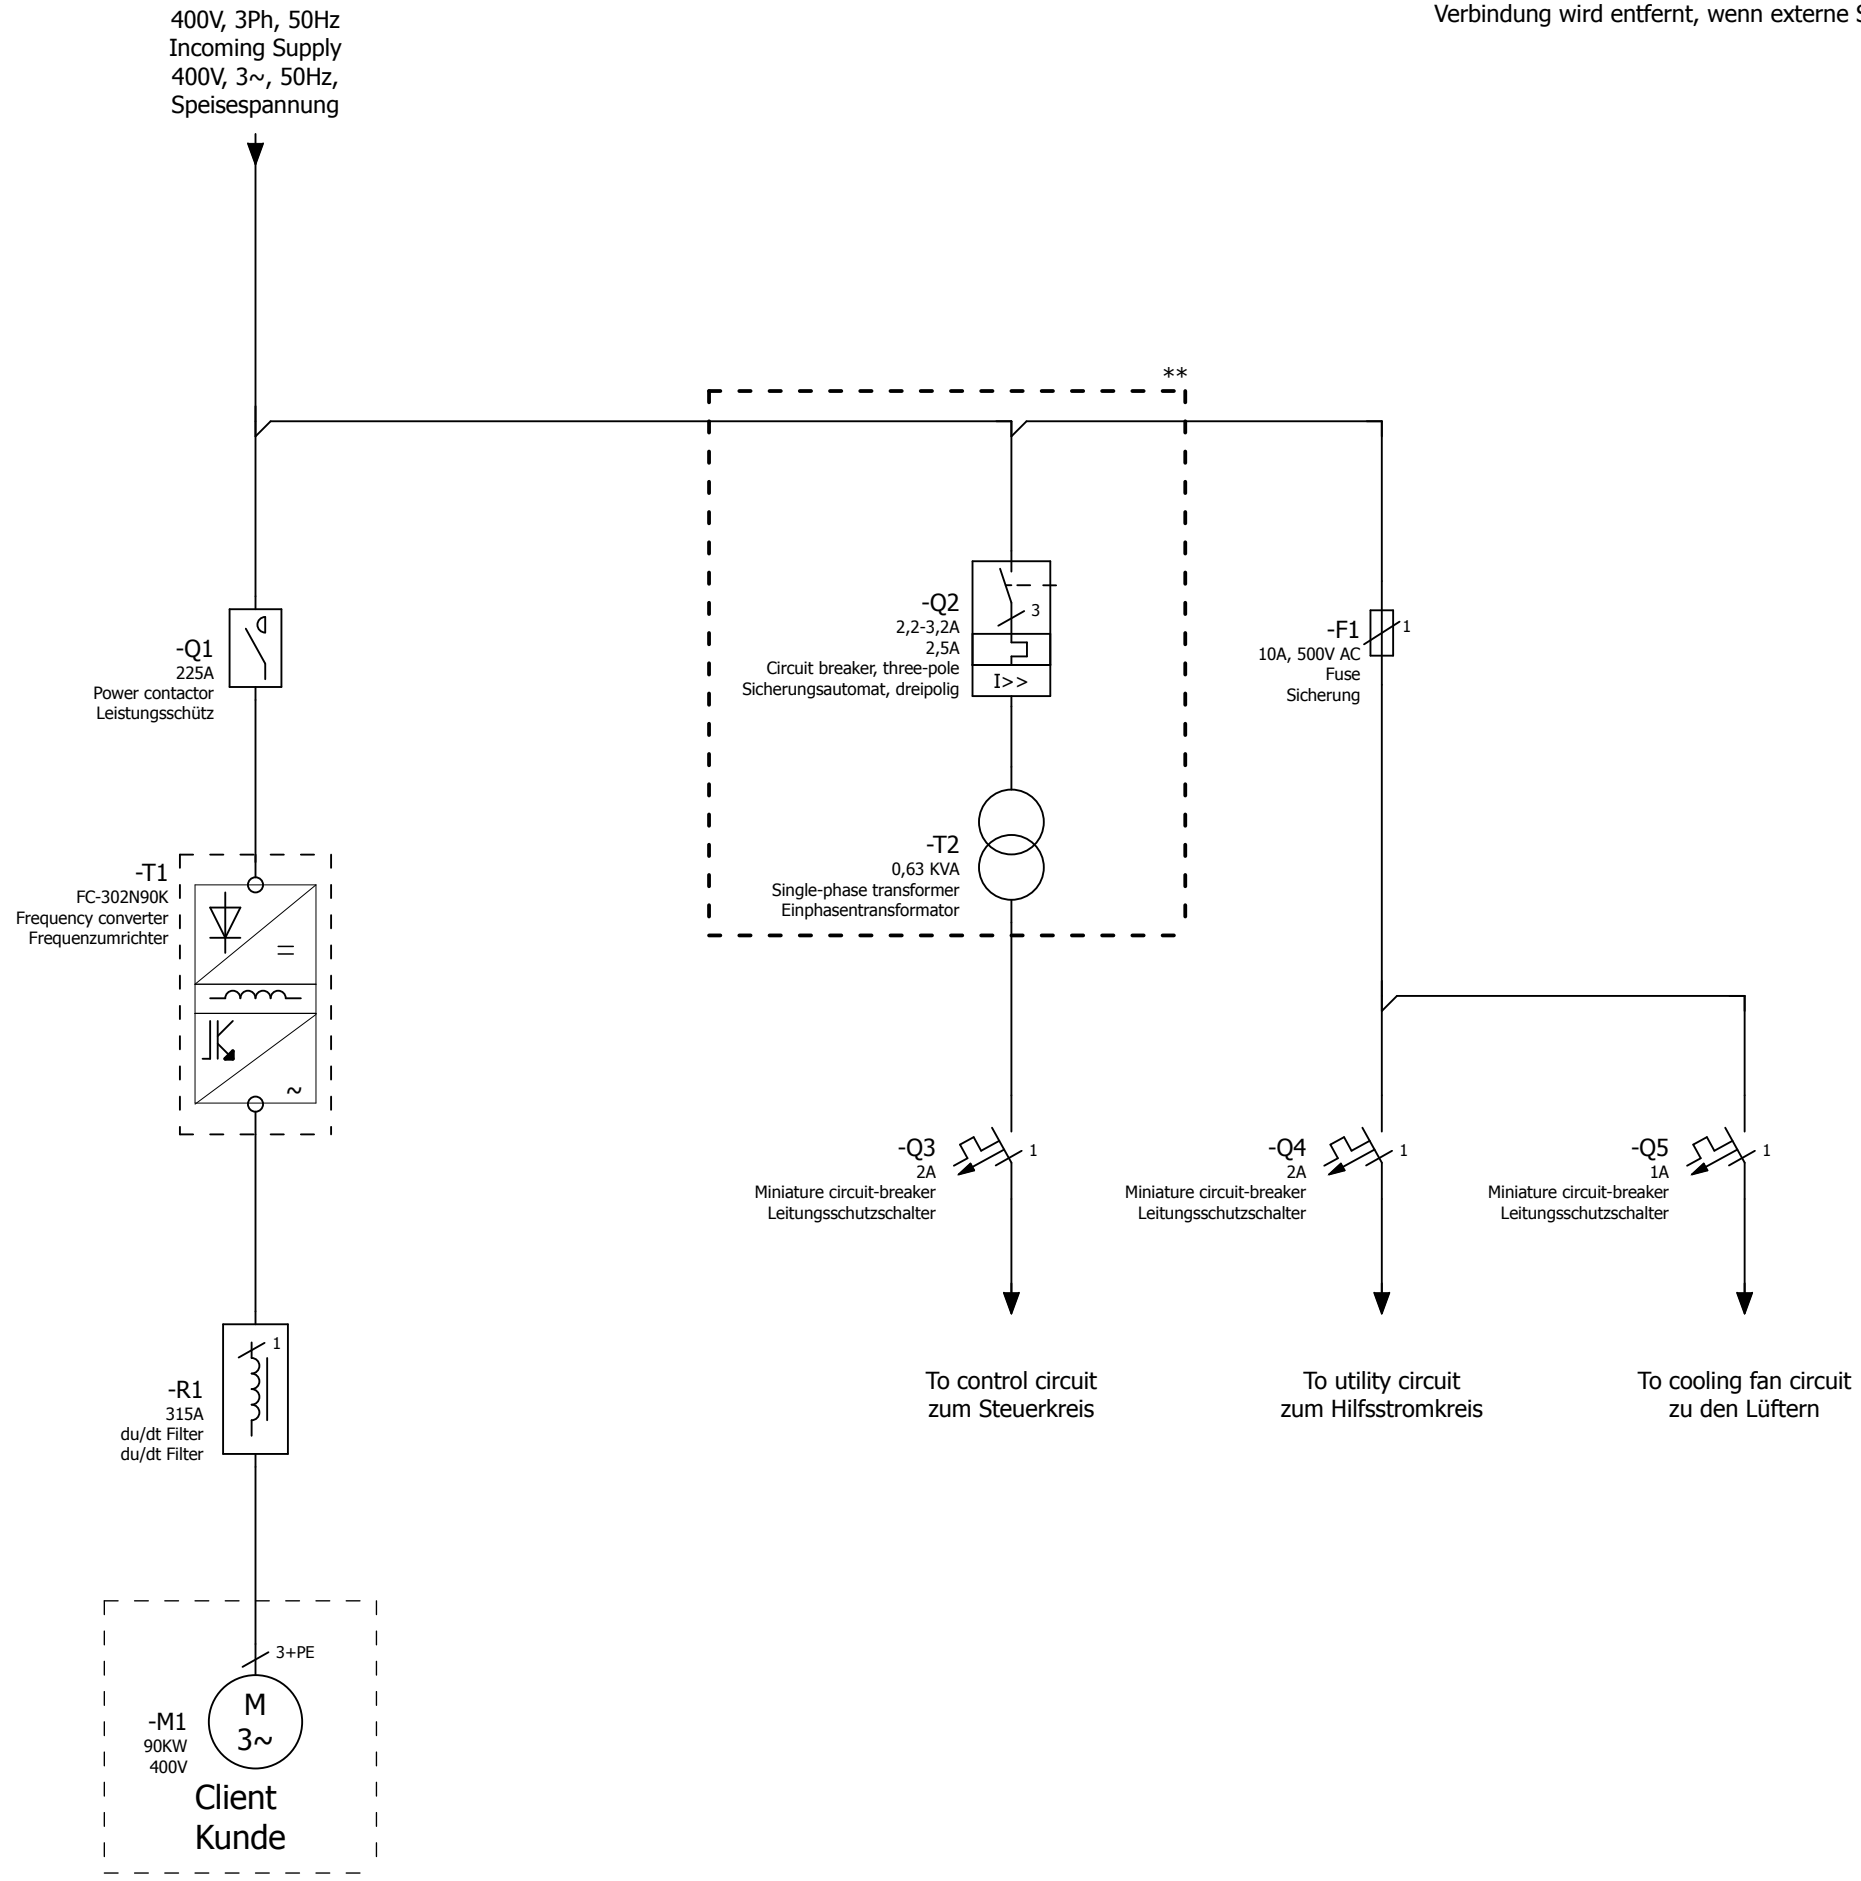 400V, 3Ph, 50Hz
Incoming Supply
400V, 3~, 50Hz,
Speisespannung
Verbindung wird entfernt, wenn externe
**
-Q1
225A
Power contactor
Leistungsschütz
-Q2
2,2-3,2A
2,5A
Circuit breaker, three-pole
Sicherungsautomat, dreipolig
3
I>>
-F1
10A, 500V AC
Fuse
Sicherung
1
-T1
FC-302N90K
Frequency converter
Frequenzumrichter
=
~
-T2
0,63 KVA
Single-phase transformer
Einphasentransformator
-Q3
2A
Miniature circuit-breaker
Leitungsschutzschalter
1
-Q4
2A
Miniature circuit-breaker
Leitungsschutzschalter
1
-Q5
1A
Miniature circuit-breaker
Leitungsschutzschalter
1
To control circuit
zum Steuerkreis
To utility circuit
zum Hilfsstromkreis
To cooling fan circuit
zu den Lüftern
-R1
315A
du/dt Filter
du/dt Filter
1
3+PE
-M1
90KW
400V
M
3~
Client
Kunde